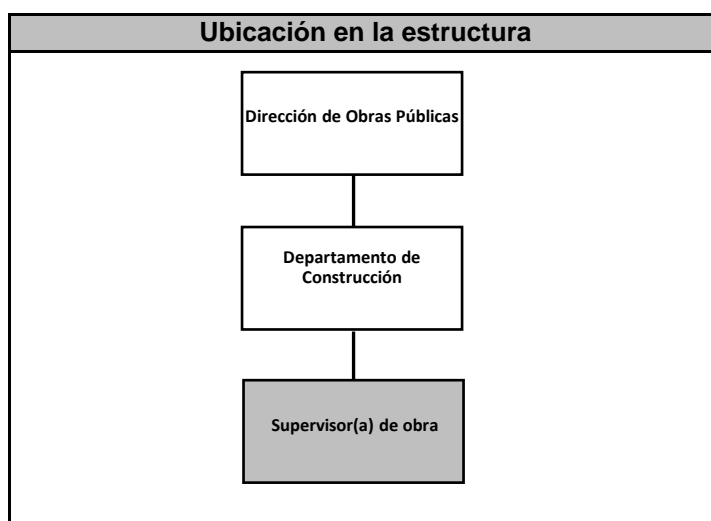 Ubicación en la estructura
Dirección de Obras Públicas
Departamento de
Construcción
Supervisor(a) de obra